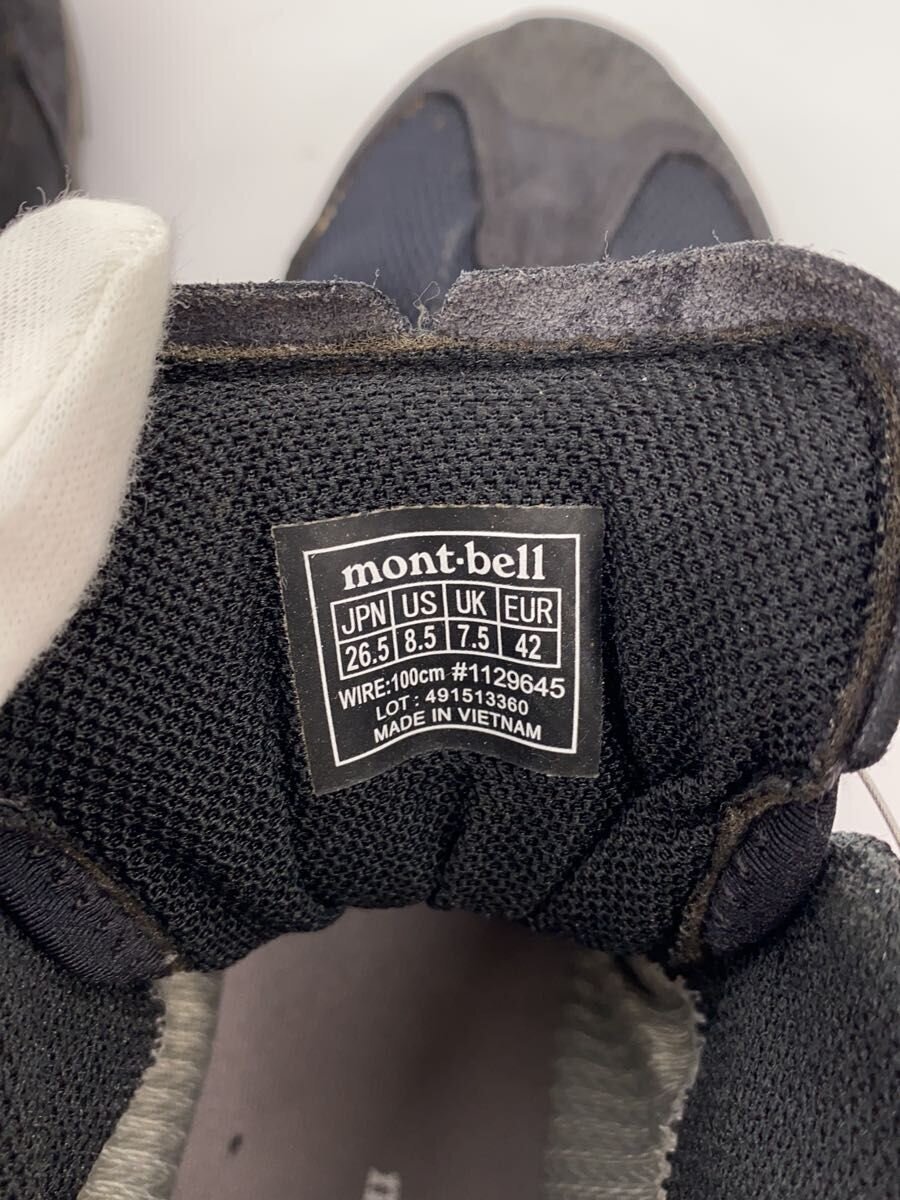 mont-bell
JPN US UK EUR
26.5 8.5 7.5 42
WIRE:100cm #1129645
LOT : 491513360
MADE IN VIETNAM